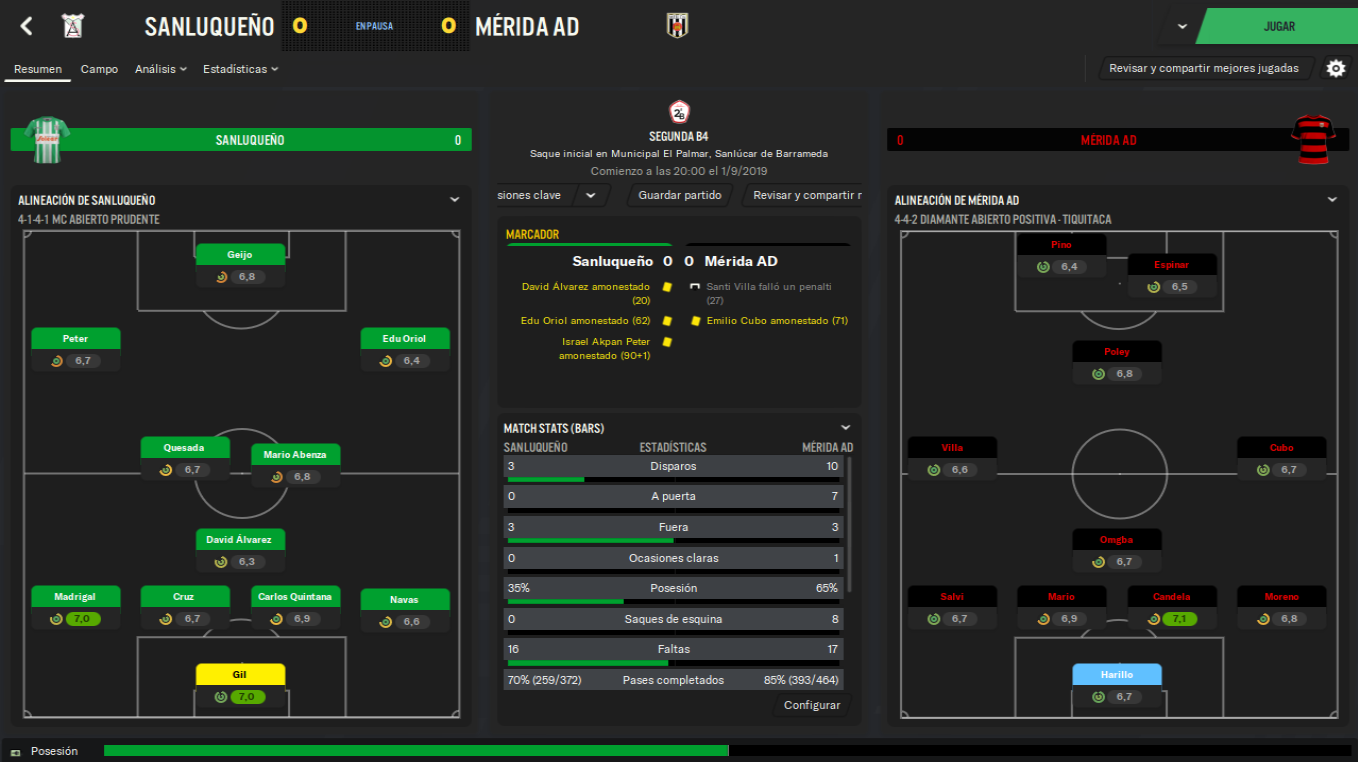 SANLUQUEÑO 0 EN PAUSA 0 MÉRIDA AD
JUGAR
Resumen Campo Análisis Estadísticas
Revisar y compartir mejores jugadas
SANLUQUEÑO 0
2ªB
SEGUNDA B4
Saque inicial en Municipal El Palmar, Sanlúcar de Barrameda
Comienzo a las 20:00 el 1/9/2019
0 MÉRIDA AD
siones clave Guardar partido Revisar y compartir r
ALINEACIÓN DE SANLUQUEÑO
4-1-4-1 MC ABIERTO PRUDENTE
Geijo
6,8
Peter
6,7
Edu Oriol
6,4
Quesada
6,7
Mario Abenza
6,8
David Álvarez
6,3
Madrigal
7,0
Cruz
6,7
Carlos Quintana
6,9
Navas
6,6
Gil
7,0
MARCADOR
Sanluqueño 0 0 Mérida AD
David Álvarez amonestado
(20)
Santi Villa falló un penalti
(27)
Edu Oriol amonestado (62)
Emilio Cubo amonestado (71)
Israel Akpan Peter
amonestado (90+1)
MATCH STATS (BARS)
SANLUQUEÑO ESTADÍSTICAS MÉRIDA AD
3 Disparos 10
0 A puerta 7
3 Fuera 3
0 Ocasiones claras 1
35% Posesión 65%
0 Saques de esquina 8
16 Faltas 17
70% (259/372) Pases completados 85% (393/464)
Configurar
ALINEACIÓN DE MÉRIDA AD
4-4-2 DIAMANTE ABIERTO POSITIVA - TIQUITACA
Pino
6,4
Espinar
6,5
Poley
6,8
Villa
6,6
Cubo
6,7
Omgba
6,7
Salvi
6,7
Mario
6,9
Candela
7,1
Moreno
6,8
Harillo
6,7
Posesión